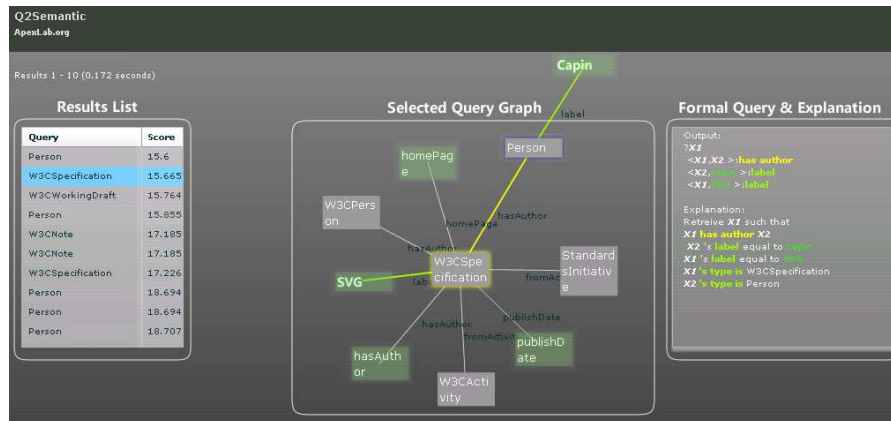 Q2Semantic
ApexLab.org
Results 1 - 10 (0.172 seconds)
Results List
Query Score
Person 15.6
W3CSpecification 15.665
W3CWorkingDraft 15.764
Person 15.855
W3CNote 17.185
W3CNote 17.185
W3CSpecification 17.226
Person 18.694
Person 18.694
Person 18.707
Selected Query Graph
Capin
label
Person
homePag
e
W3CPers
on
homePage
hasAuthor
hasAuthor
W3CSpe
cification
Standard
sInitiativ
e
fromAc
SVG
lab
hasAuthor
publishDate
fromActivit
publishD
ate
hasAuth
or
W3CActi
vity
Formal Query & Explanation
Output:
?X1
<X1,X2 >:has author
<X2,capin >:label
<X1,SVG >:label
Explanation:
Retreive X1 such that
X1 has author X2
X2 's label equal to capin
X1 's label equal to SVG
X1 's type is W3CSpecification
X2 's type is Person